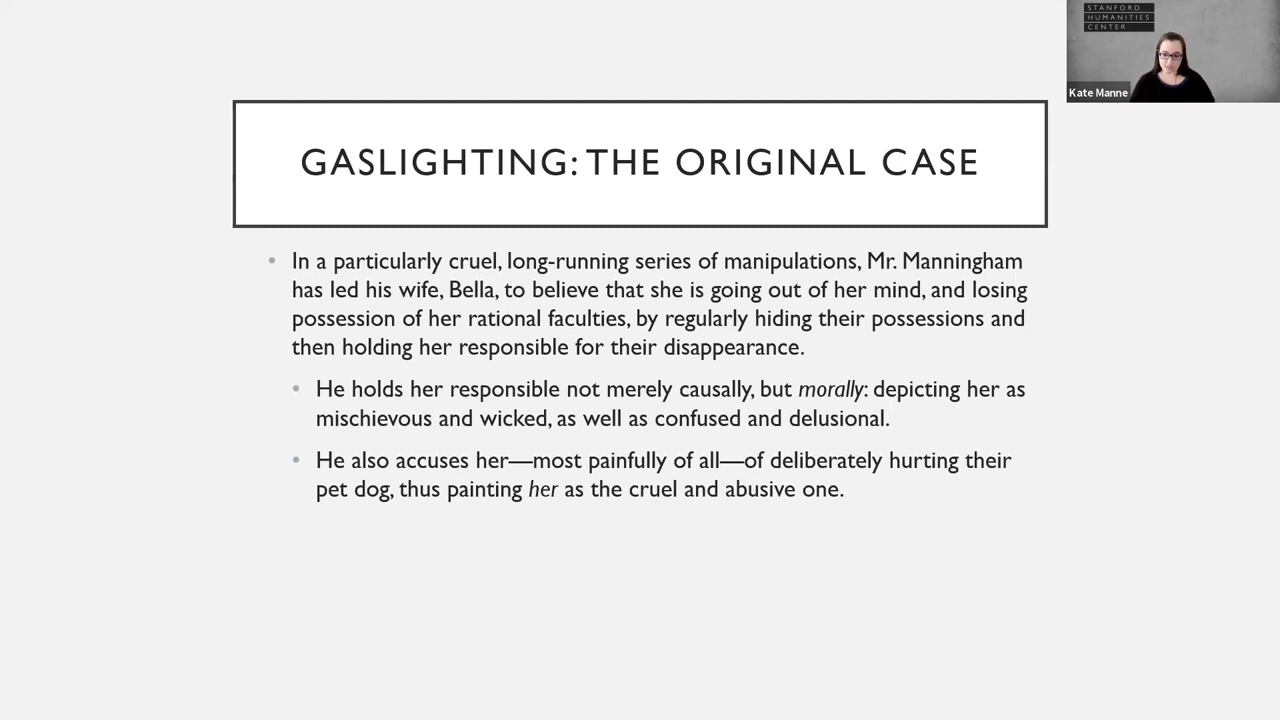 STANFORD
HUMANITIES
CENTER
Kate Manne
GASLIGHTING: THE ORIGINAL CASE
• In a particularly cruel, long-running series of manipulations, Mr. Manningham
has led his wife, Bella, to believe that she is going out of her mind, and losing
possession of her rational faculties, by regularly hiding their possessions and
then holding her responsible for their disappearance.
• He holds her responsible not merely causally, but morally: depicting her as
mischievous and wicked, as well as confused and delusional.
• He also accuses her—most painfully of all—of deliberately hurting their
pet dog, thus painting her as the cruel and abusive one.